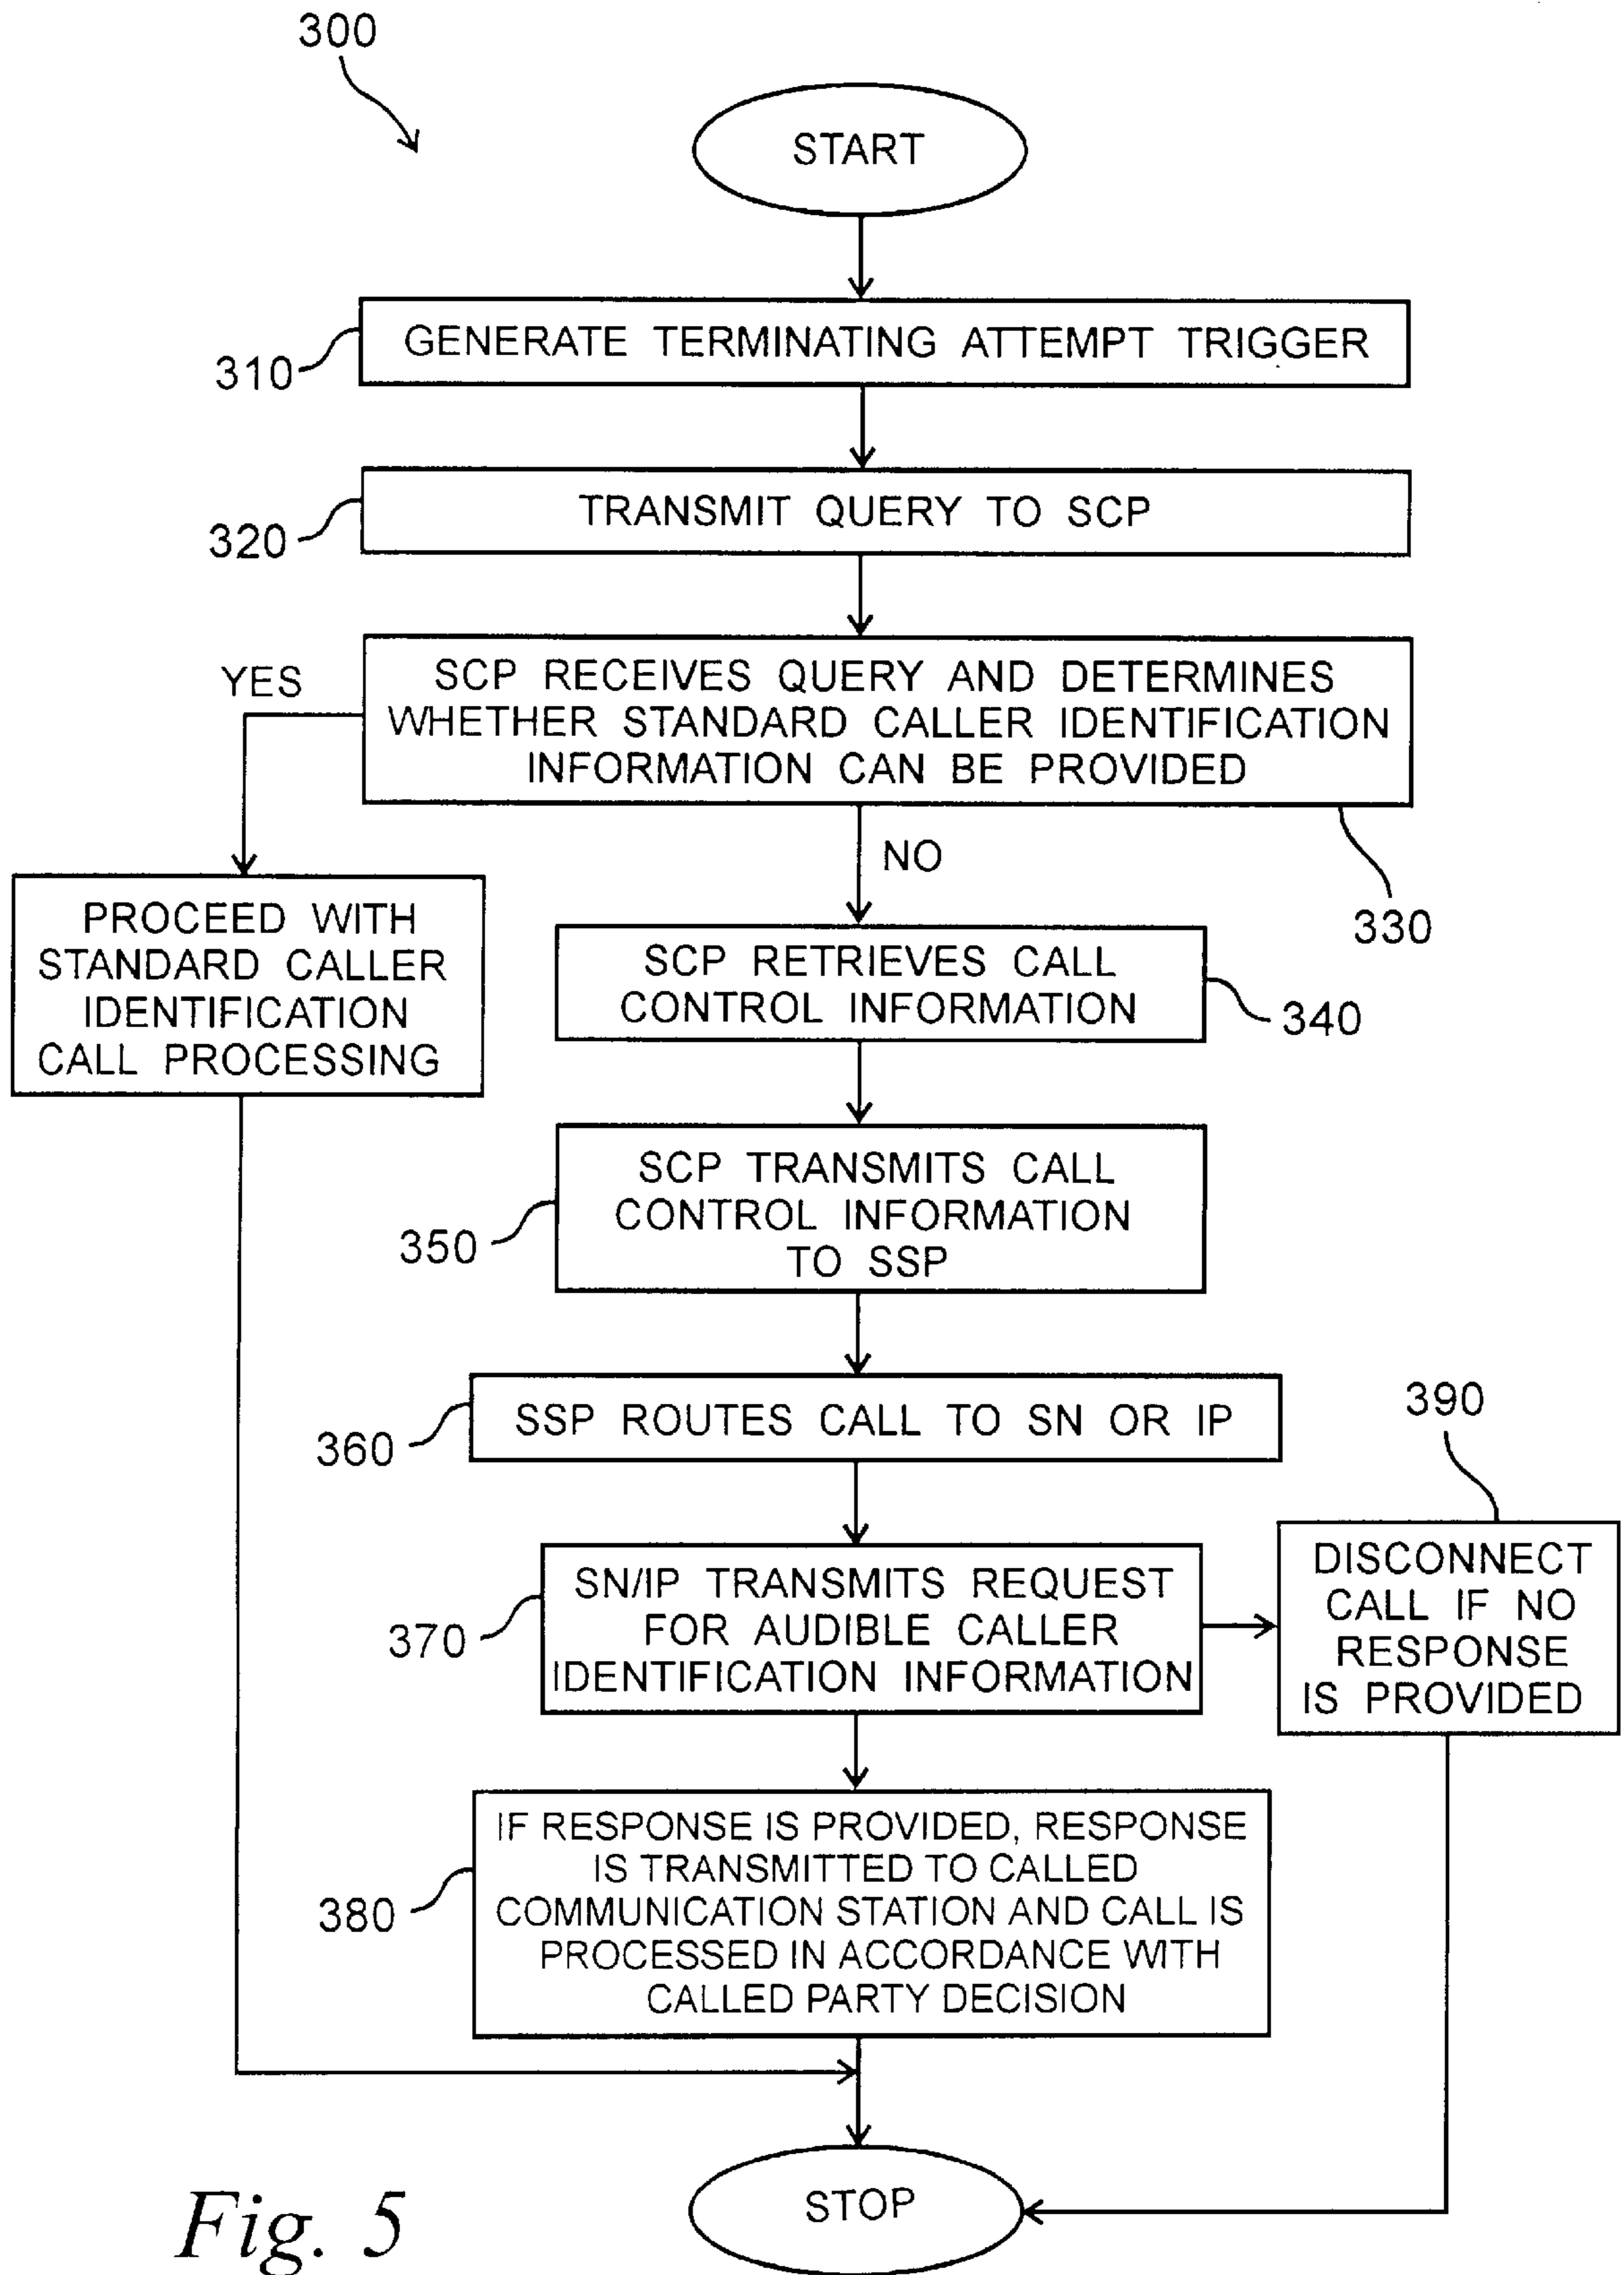 300
START
GENERATE TERMINATING ATTEMPT TRIGGER
310
TRANSMIT QUERY TO SCP
320
YES
SCP RECEIVES QUERY AND DETERMINES
WHETHER STANDARD CALLER IDENTIFICATION
INFORMATION CAN BE PROVIDED
330
NO
PROCEED WITH
STANDARD CALLER
IDENTIFICATION
CALL PROCESSING
SCP RETRIEVES CALL
CONTROL INFORMATION
340
SCP TRANSMITS CALL
CONTROL INFORMATION
TO SSP
350
SSP ROUTES CALL TO SN OR IP
360
390
SN/IP TRANSMITS REQUEST
FOR AUDIBLE CALLER
IDENTIFICATION INFORMATION
370
DISCONNECT
CALL IF NO
RESPONSE
IS PROVIDED
IF RESPONSE IS PROVIDED, RESPONSE
IS TRANSMITTED TO CALLED
COMMUNICATION STATION AND CALL IS
PROCESSED IN ACCORDANCE WITH
CALLED PARTY DECISION
380
STOP
Fig. 5